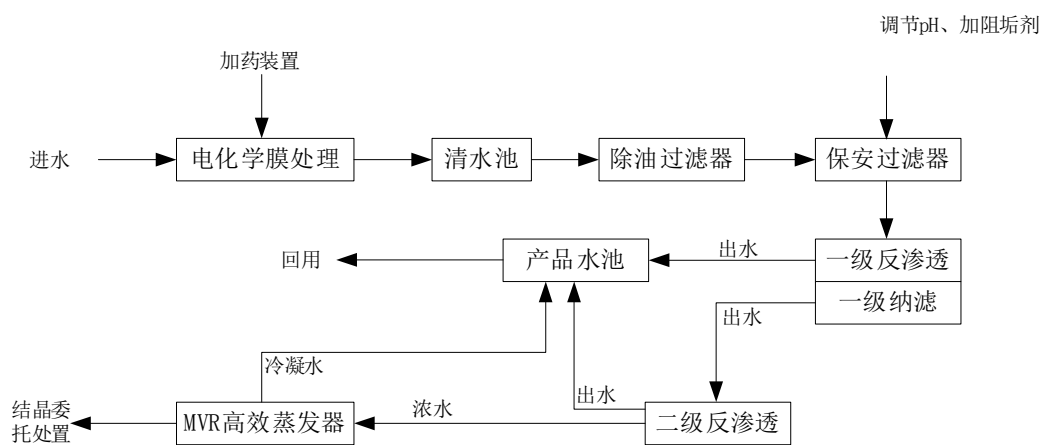 调节pH、加阻垢剂
加药装置
进水
电化学膜处理
清水池
除油过滤器
保安过滤器
回用
产品水池
出水
一级反渗透
一级纳滤
出水
冷凝水
结晶委
托处置
MVR高效蒸发器
浓水
出水
二级反渗透